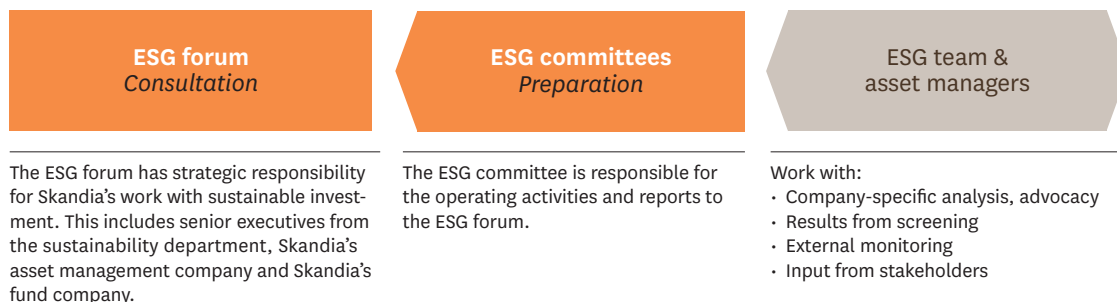 ESG forum
Consultation
The ESG forum has strategic responsibility
for Skandia's work with sustainable invest-
ment. This includes senior executives from
the sustainability department, Skandia's
asset management company and Skandia's
fund company.
ESG committees
Preparation
The ESG committee is responsible for
the operating activities and reports to
the ESG forum.
ESG team &
asset managers
Work with:
· Company-specific analysis, advocacy
· Results from screening
· External monitoring
· Input from stakeholders